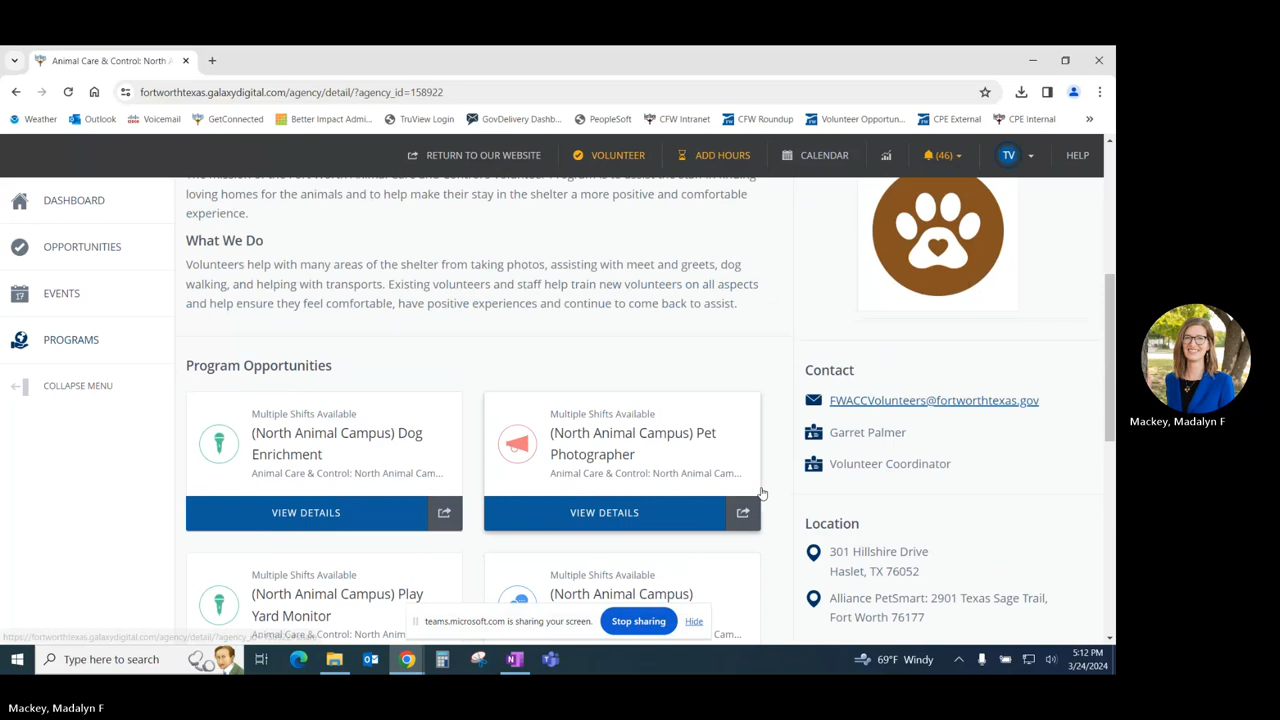 Animal Care & Control: North A
fortworthtexas.galaxydigital.com/agency/detail/?agency_id=158922
Weather
Outlook
Voicemail
GetConnected
Better Impact Admi...
TruView Login
GovDelivery Dashb...
PeopleSoft
CFW Intranet
CFW Roundup
Volunteer Opportun...
CPE External
CPE Internal
»
RETURN TO OUR WEBSITE
VOLUNTEER
ADD HOURS
CALENDAR
(46)
TV
HELP
DASHBOARD
OPPORTUNITIES
17
EVENTS
PROGRAMS
COLLAPSE MENU
loving homes for the animals and to help make their stay in the shelter a more positive and comfortable
experience.
What We Do
Volunteers help with many areas of the shelter from taking photos, assisting with meet and greets, dog
walking, and helping with transports. Existing volunteers and staff help train new volunteers on all aspects
and help ensure they feel comfortable, have positive experiences and continue to come back to assist.
Program Opportunities
Multiple Shifts Available
(North Animal Campus) Dog
Enrichment
Animal Care & Control: North Animal Cam...
VIEW DETAILS
Multiple Shifts Available
(North Animal Campus) Pet
Photographer
Animal Care & Control: North Animal Cam...
VIEW DETAILS
Multiple Shifts Available
(North Animal Campus) Play
Yard Monitor
Animal Care & Control: North Anima
Multiple Shifts Available
(North Animal Campus)
North Animal Cam...
Contact
FWACCVolunteers@fortworthtexas.gov
Garret Palmer
Volunteer Coordinator
Location
301 Hillshire Drive
Haslet, TX 76052
Alliance PetSmart: 2901 Texas Sage Trail,
Fort Worth 76177
teams.microsoft.com is sharing your screen.
Stop sharing
Hide
Type here to search
69°F Windy
5:12 PM
3/24/2024
Mackey, Madalyn F
Mackey, Madalyn F